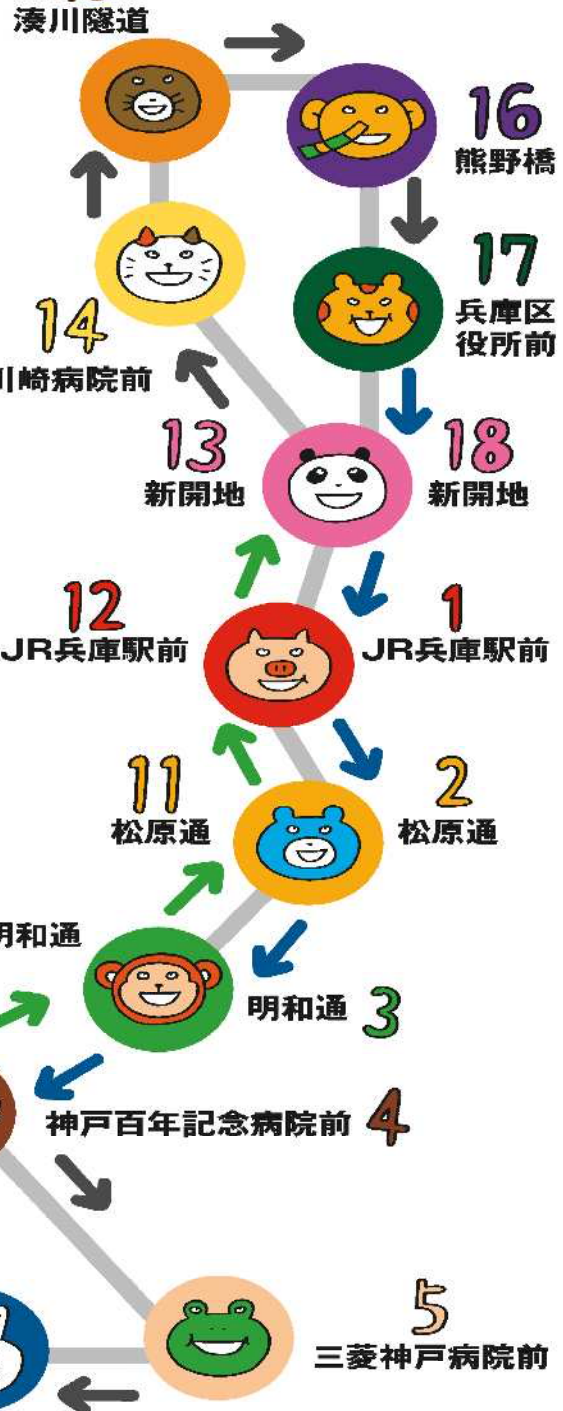 湊川隧道
16
熊野橋
17
兵庫区
役所前
14
川崎病院前
13
新開地
18
新開地
12
JR兵庫駅前
1
JR兵庫駅前
11
松原通
2
松原通
明和通
明和通 3
神戸百年記念病院前 4
5
三菱神戸病院前